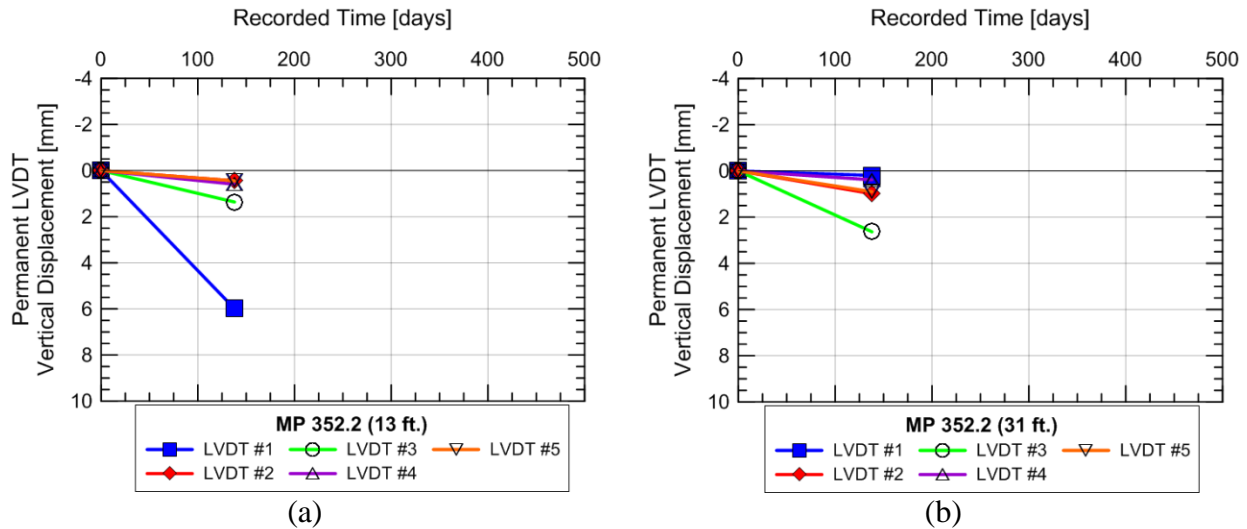 Recorded Time [days]
0 100 200 300 400 500
-4
-2
0
2
4
6
8
10
Permanent LVDT
Vertical Displacement [mm]
MP 352.2 (13 ft.)
LVDT #1 LVDT #3 LVDT #5
LVDT #2 LVDT #4
(a)
Recorded Time [days]
0 100 200 300 400 500
-4
-2
0
2
4
6
8
10
Permanent LVDT
Vertical Displacement [mm]
MP 352.2 (31 ft.)
LVDT #1 LVDT #3 LVDT #5
LVDT #2 LVDT #4
(b)